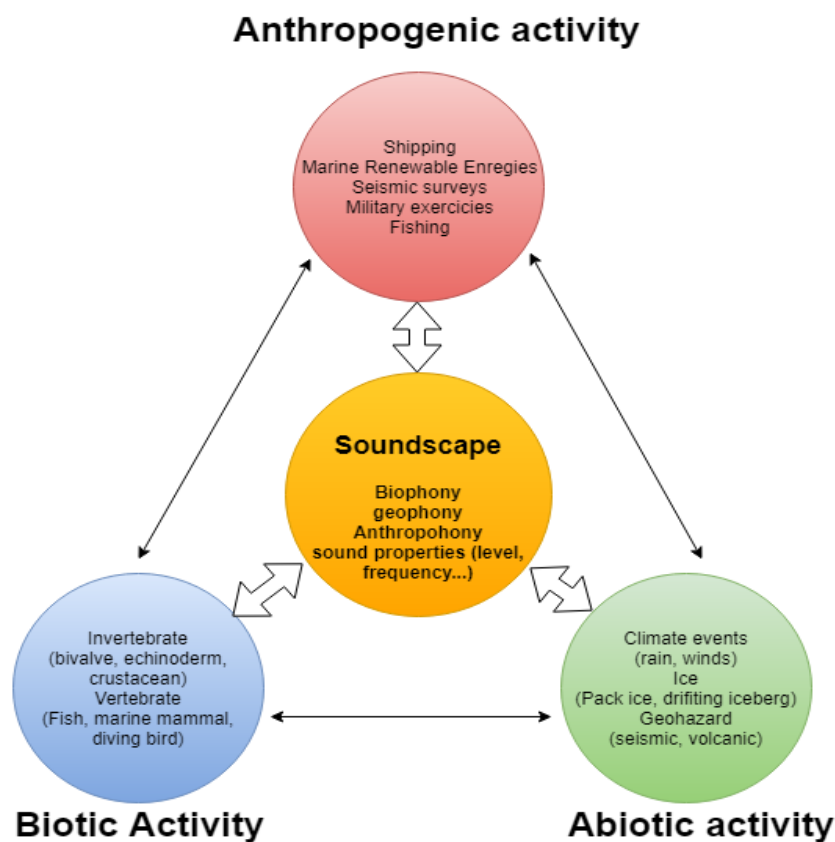 Anthropogenic activity
Shipping
Marine Renewable Enregies
Seismic surveys
Military exercicies
Fishing
Soundscape
Biophony
geophony
Anthropohony
sound properties (level,
frequency...)
Invertebrate
(bivalve, echinoderm,
crustacean)
Vertebrate
(Fish, marine mammal,
diving bird)
Climate events
(rain, winds)
Ice
(Pack ice, drifiting iceberg)
Geohazard
(seismic, volcanic)
Biotic Activity
Abiotic activity